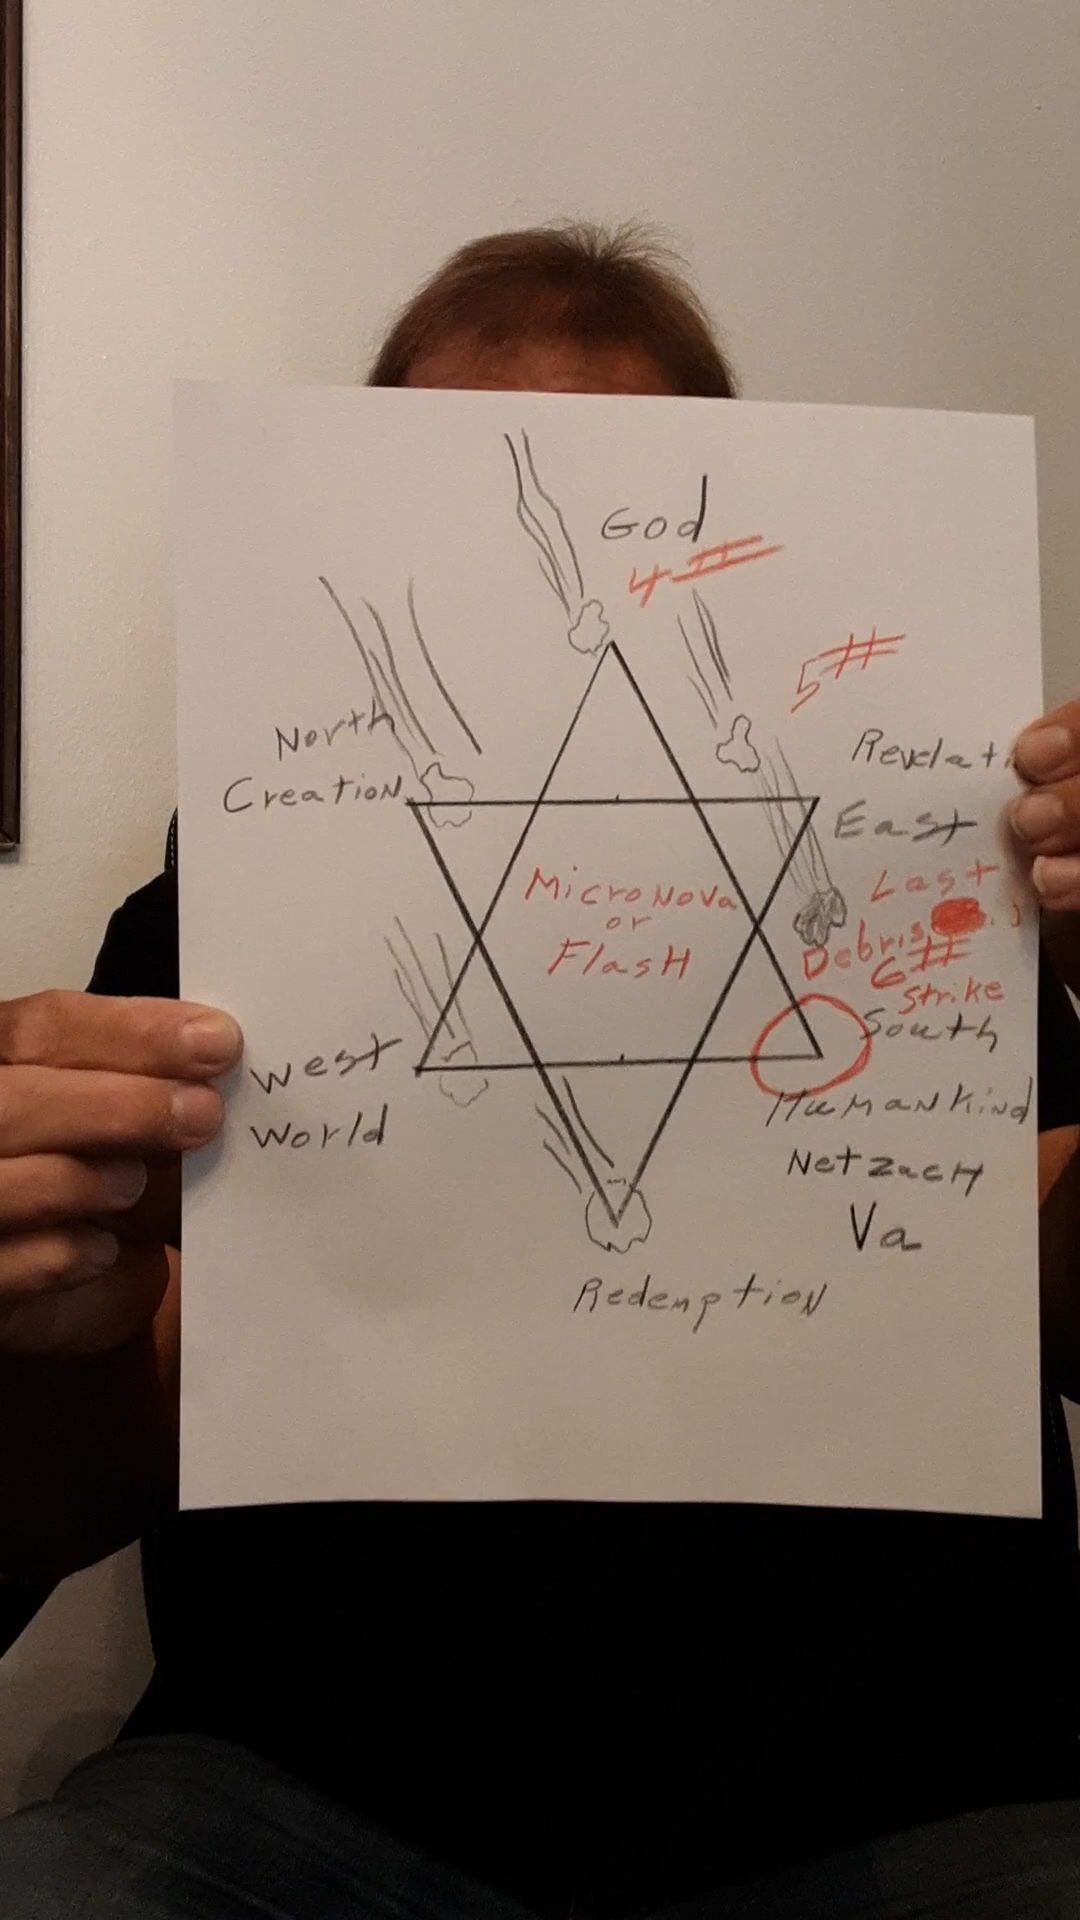 God
4#
5#
North
Creation
East
MicroNova
or
FlasH
Last
Debris
6#
Strike
South
West
World
HumanKind
NetzacH
Va
RedemptioN